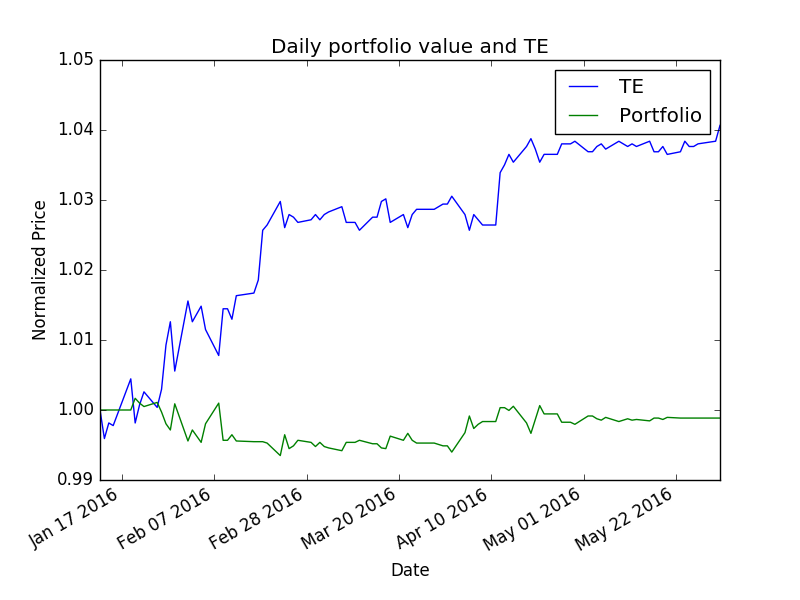 Daily portfolio value and TE
1.05
1.04
1.03
1.02
1.01
1.00
0.99
Normalized Price
TE
Portfolio
Jan 17 2016
Feb 07 2016
Feb 28 2016
Mar 20 2016
Apr 10 2016
May 01 2016
May 22 2016
Date